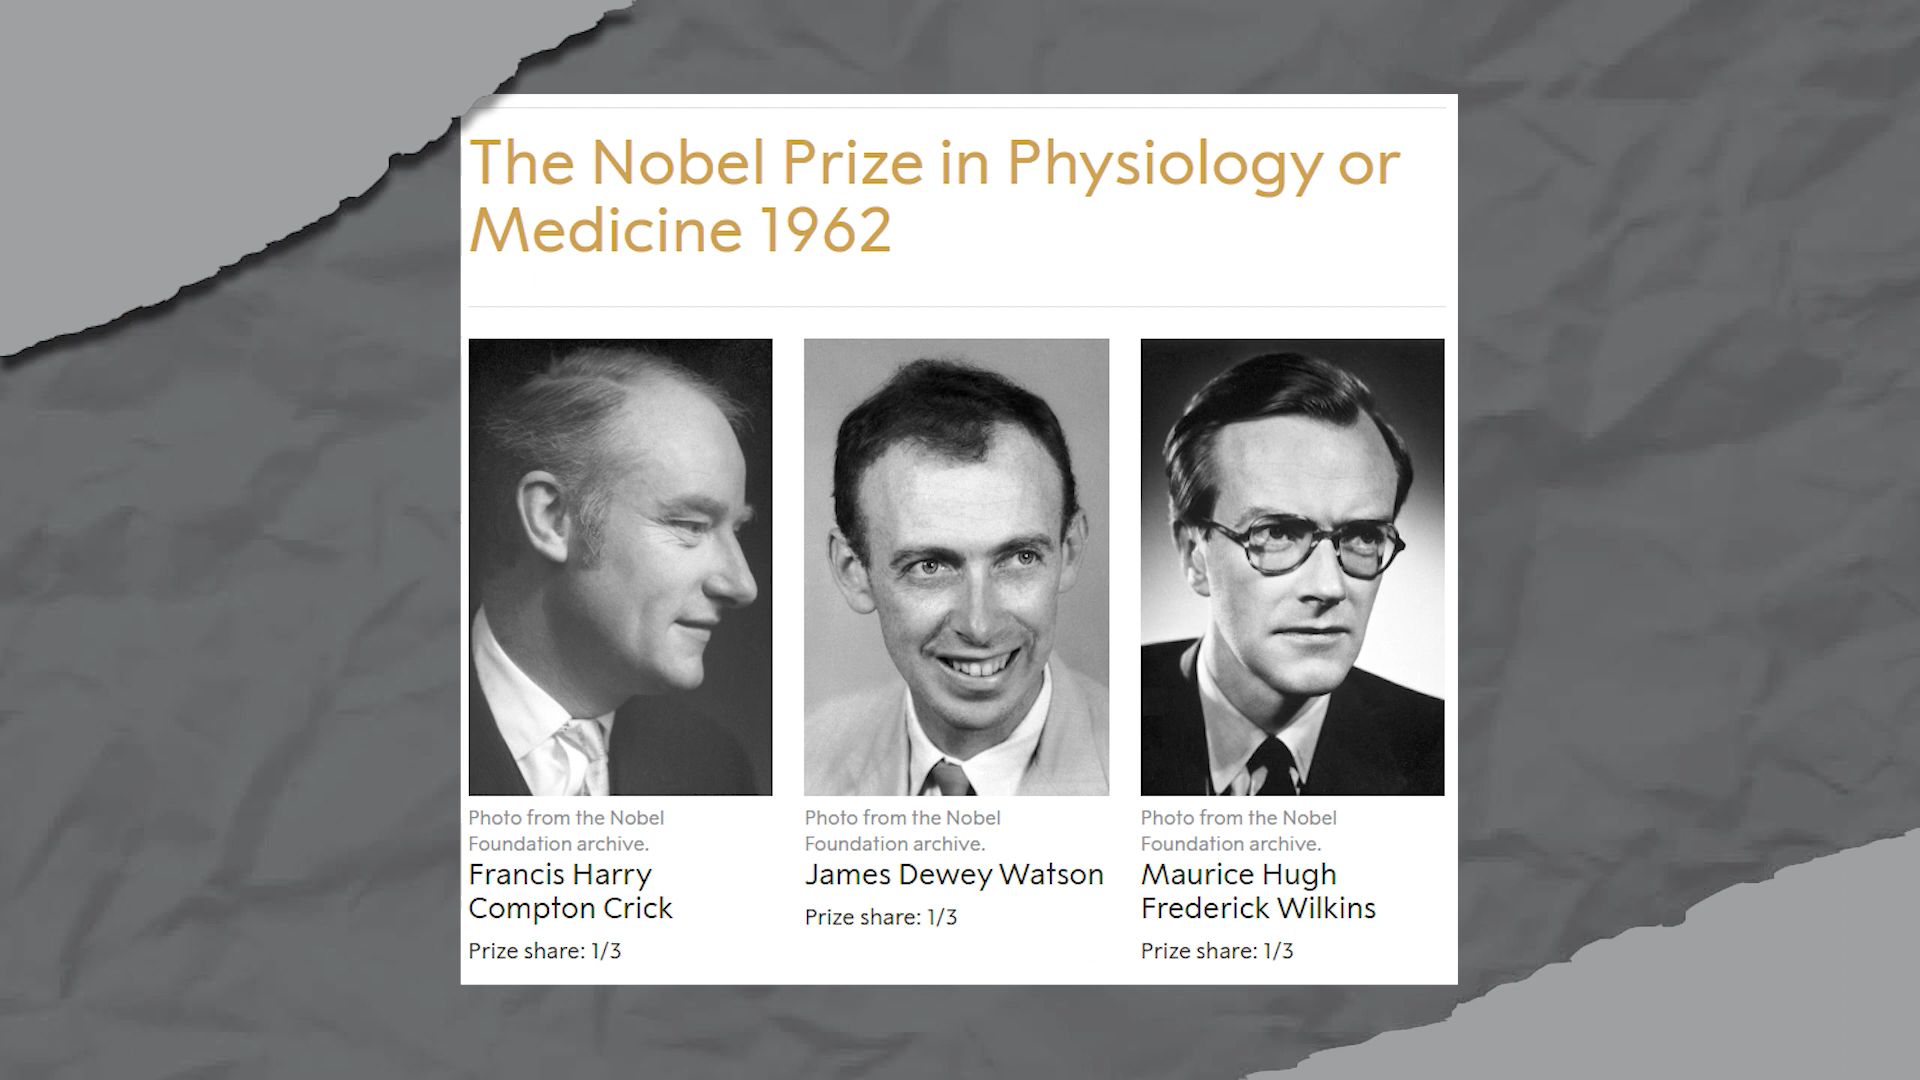 The Nobel Prize in Physiology or
Medicine 1962
Photo from the Nobel
Foundation archive.
Francis Harry
Compton Crick
Prize share: 1/3
Photo from the Nobel
Foundation archive.
James Dewey Watson
Prize share: 1/3
Photo from the Nobel
Foundation archive.
Maurice Hugh
Frederick Wilkins
Prize share: 1/3